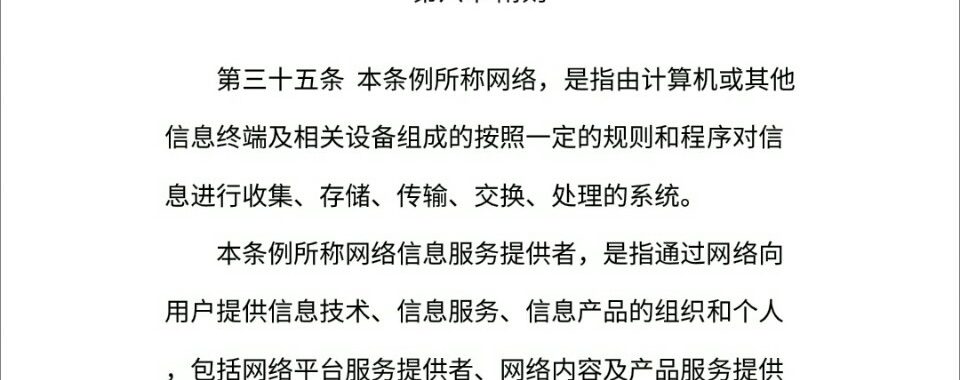 第三十五条 本条例所称网络，是指由计算机或其他
信息终端及相关设备组成的按照一定的规则和程序对信
息进行收集、存储、传输、交换、处理的系统。
本条例所称网络信息服务提供者，是指通过网络向
用户提供信息技术、信息服务、信息产品的组织和个人
，包括网络平台服务提供者、网络内容及产品服务提供